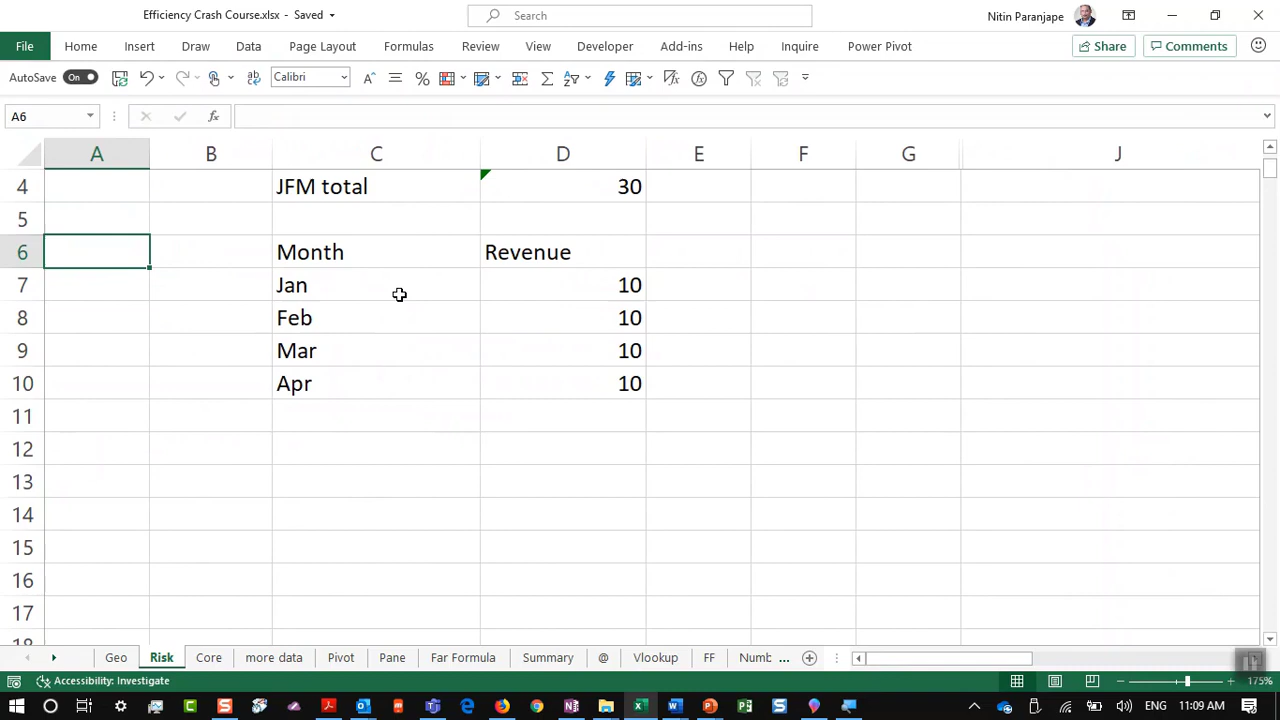 Efficiency Crash Course.xlsx - Saved
Search
Nitin Paranjape
File Home Insert Draw Data Page Layout Formulas Review View Developer Add-ins Help Inquire Power Pivot Share Comments
AutoSave On Calibri
A6
A B C D E F G J
4 JFM total 30
5
6 Month Revenue
7 Jan 10
8 Feb 10
9 Mar 10
10 Apr 10
11
12
13
14
15
16
17
18
Geo Risk Core more data Pivot Pane Far Formula Summary @ Vlookup FF Numb ...
Accessibility: Investigate 175%
ENG 11:09 AM